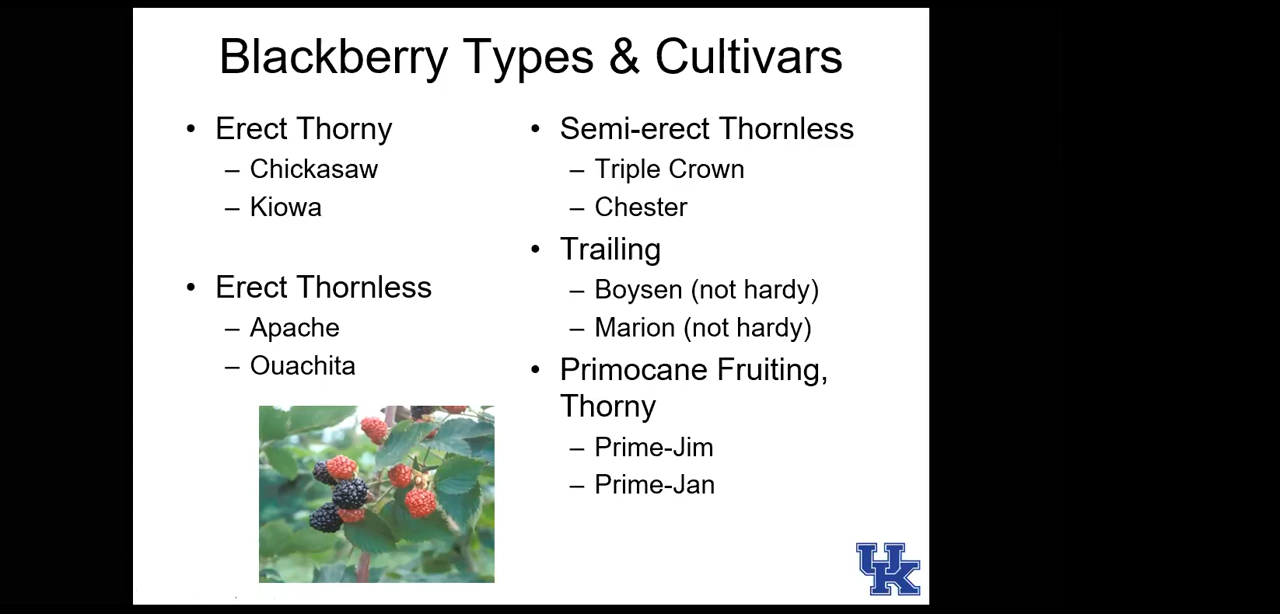 Blackberry Types & Cultivars
• Erect Thorny
– Chickasaw
– Kiowa
• Erect Thornless
– Apache
– Ouachita
• Semi-erect Thornless
– Triple Crown
– Chester
• Trailing
– Boysen (not hardy)
– Marion (not hardy)
• Primocane Fruiting,
Thorny
– Prime-Jim
– Prime-Jan
UK